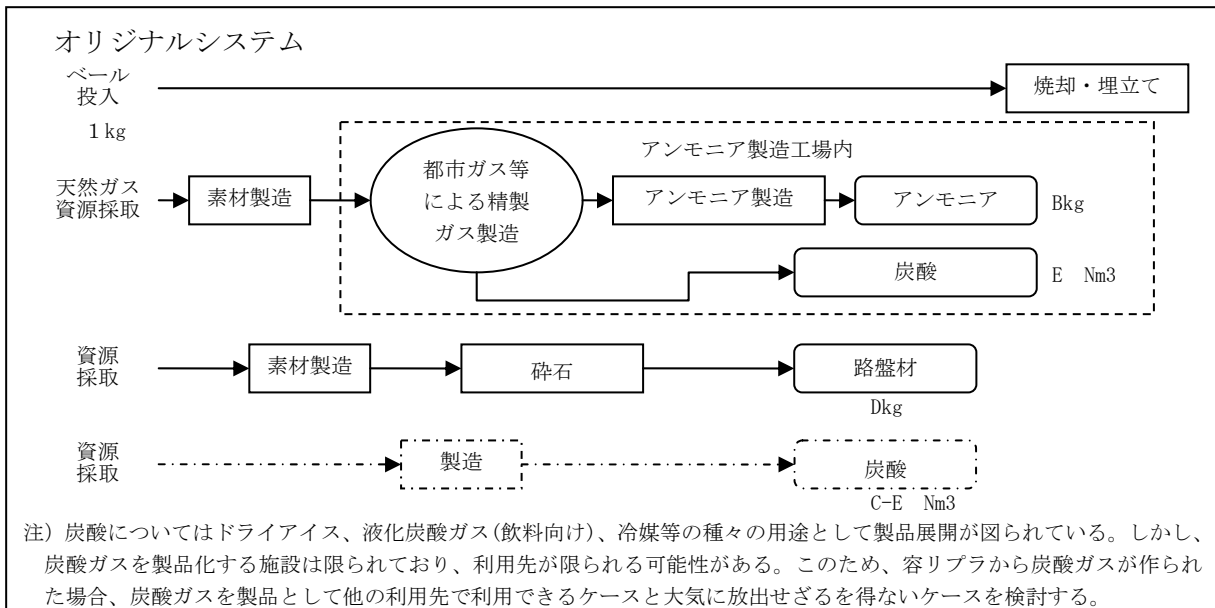 オリジナルシステム
ベール
投入
1kg
焼却・埋立て
アンモニア製造工場内
天然ガス
資源採取
素材製造
都市ガス等
による精製
ガス製造
アンモニア製造
アンモニア
Bkg
炭酸
E Nm3
資源
採取
素材製造
砕石
路盤材
Dkg
資源
採取
製造
炭酸
C-E Nm3
注）炭酸についてはドライアイス、液化炭酸ガス(飲料向け)、冷媒等の種々の用途として製品展開が図られている。しかし、
炭酸ガスを製品化する施設は限られており、利用先が限られる可能性がある。このため、容リプラから炭酸ガスが作られ
た場合、炭酸ガスを製品として他の利用先で利用できるケースと大気に放出せざるを得ないケースを検討する。